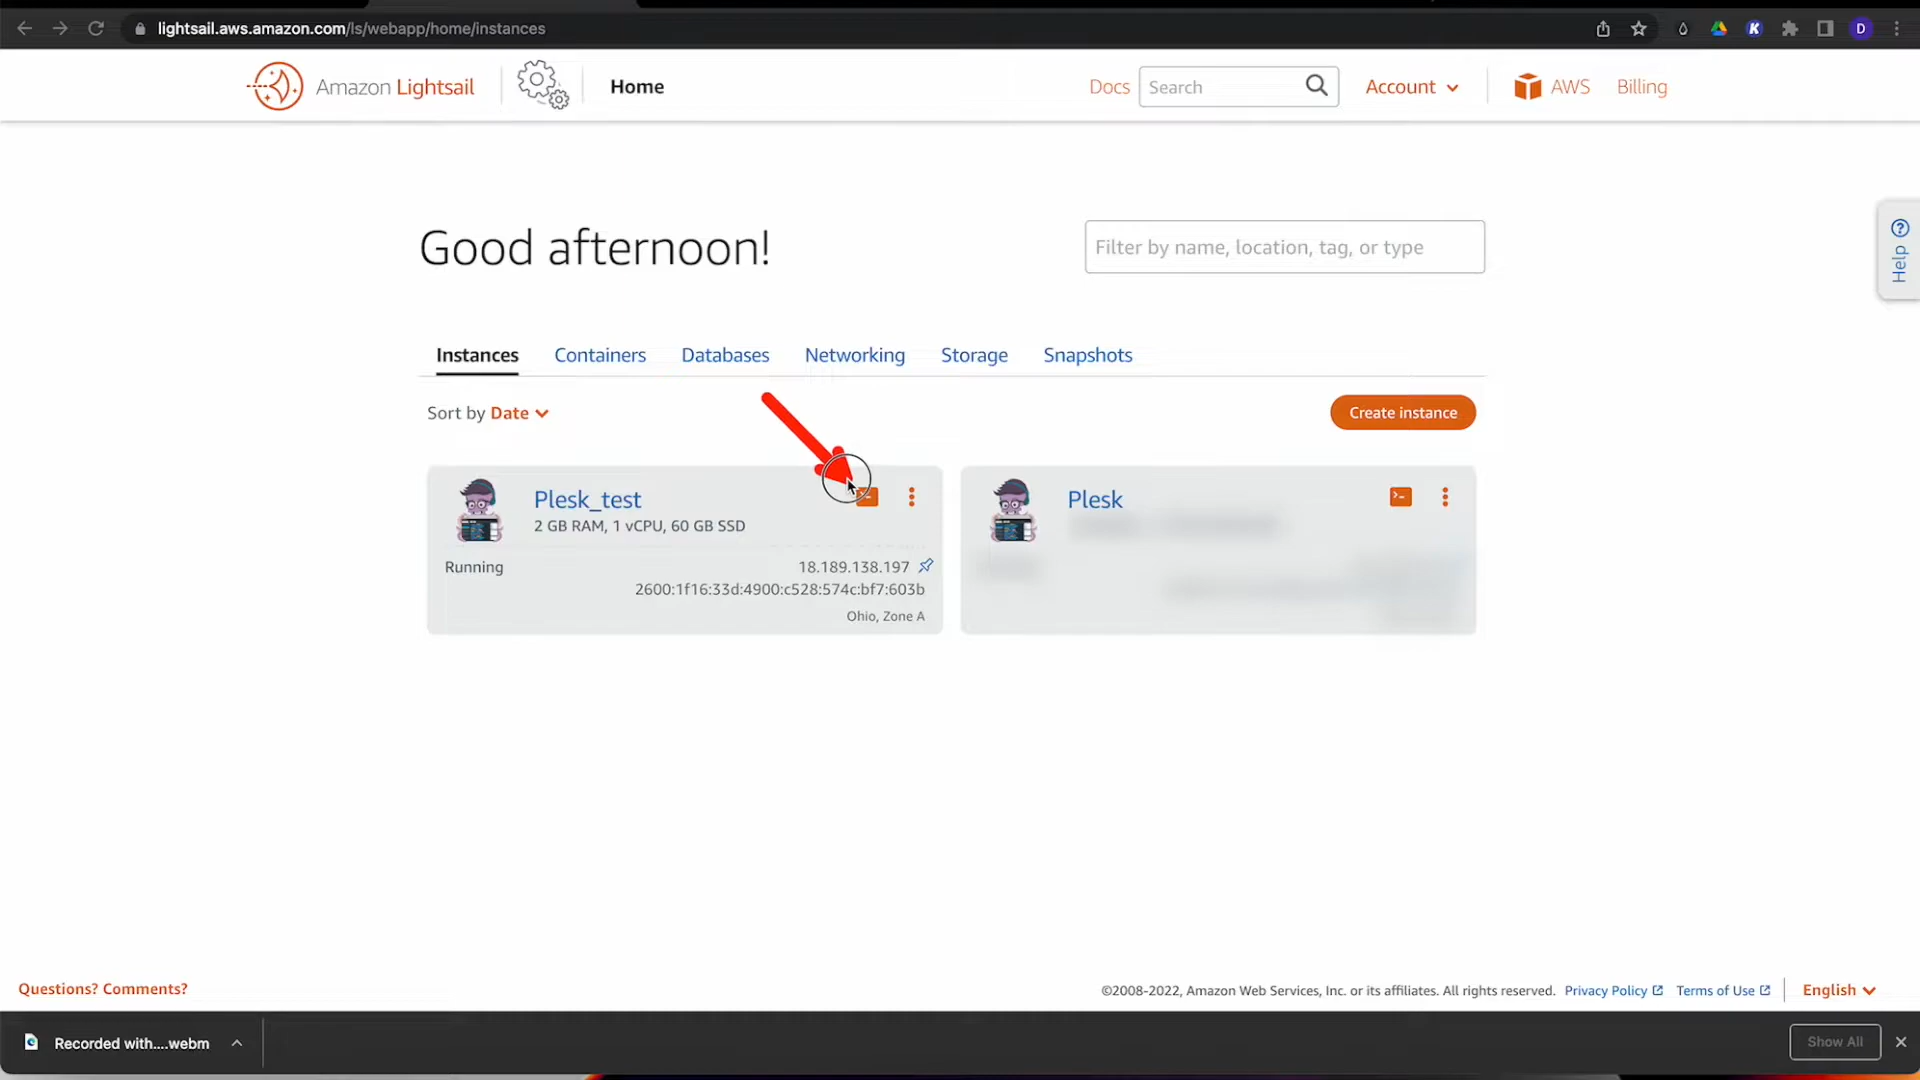 lightsail.aws.amazon.com/ls/webapp/home/instances
K
D
Amazon Lightsail
Home
Docs
Search
Account
AWS
Billing
Good afternoon!
Filter by name, location, tag, or type
Help
Instances
Containers
Databases
Networking
Storage
Snapshots
Sort by Date
Create instance
Plesk_test
2 GB RAM, 1 vCPU, 60 GB SSD
Running
18.189.138.197
2600:1f16:33d:4900:c528:574c:bf7:603b
Ohio, Zone A
Plesk
Questions? Comments?
©2008-2022, Amazon Web Services, Inc. or its affiliates. All rights reserved.
Privacy Policy
Terms of Use
English
Recorded with....webm
Show All